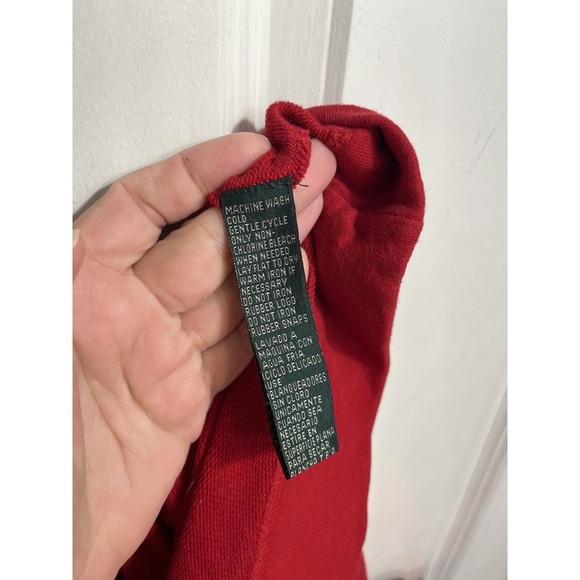 MACHINE WASH
COLD
GENTLE CYCLE
ONLY NON-
CHLORINE BLEACH
WHEN NEEDED
LAY FLAT TO DRY
WARM IRON IF
NECESSARY
DO NOT IRON
RUBBER LOGO
DO NOT IRON
RUBBER SNAPS
LAVADO A
MAQUINA CON
AGUA FRIA
CICLO DELICADO
USE
BLANQUEADORES
SIN CLORO
UNICAMENTE
CUANDO SEA
NECESARIO
ESTIRE EN
SUPERFICIE PLANA
PARA SECAR